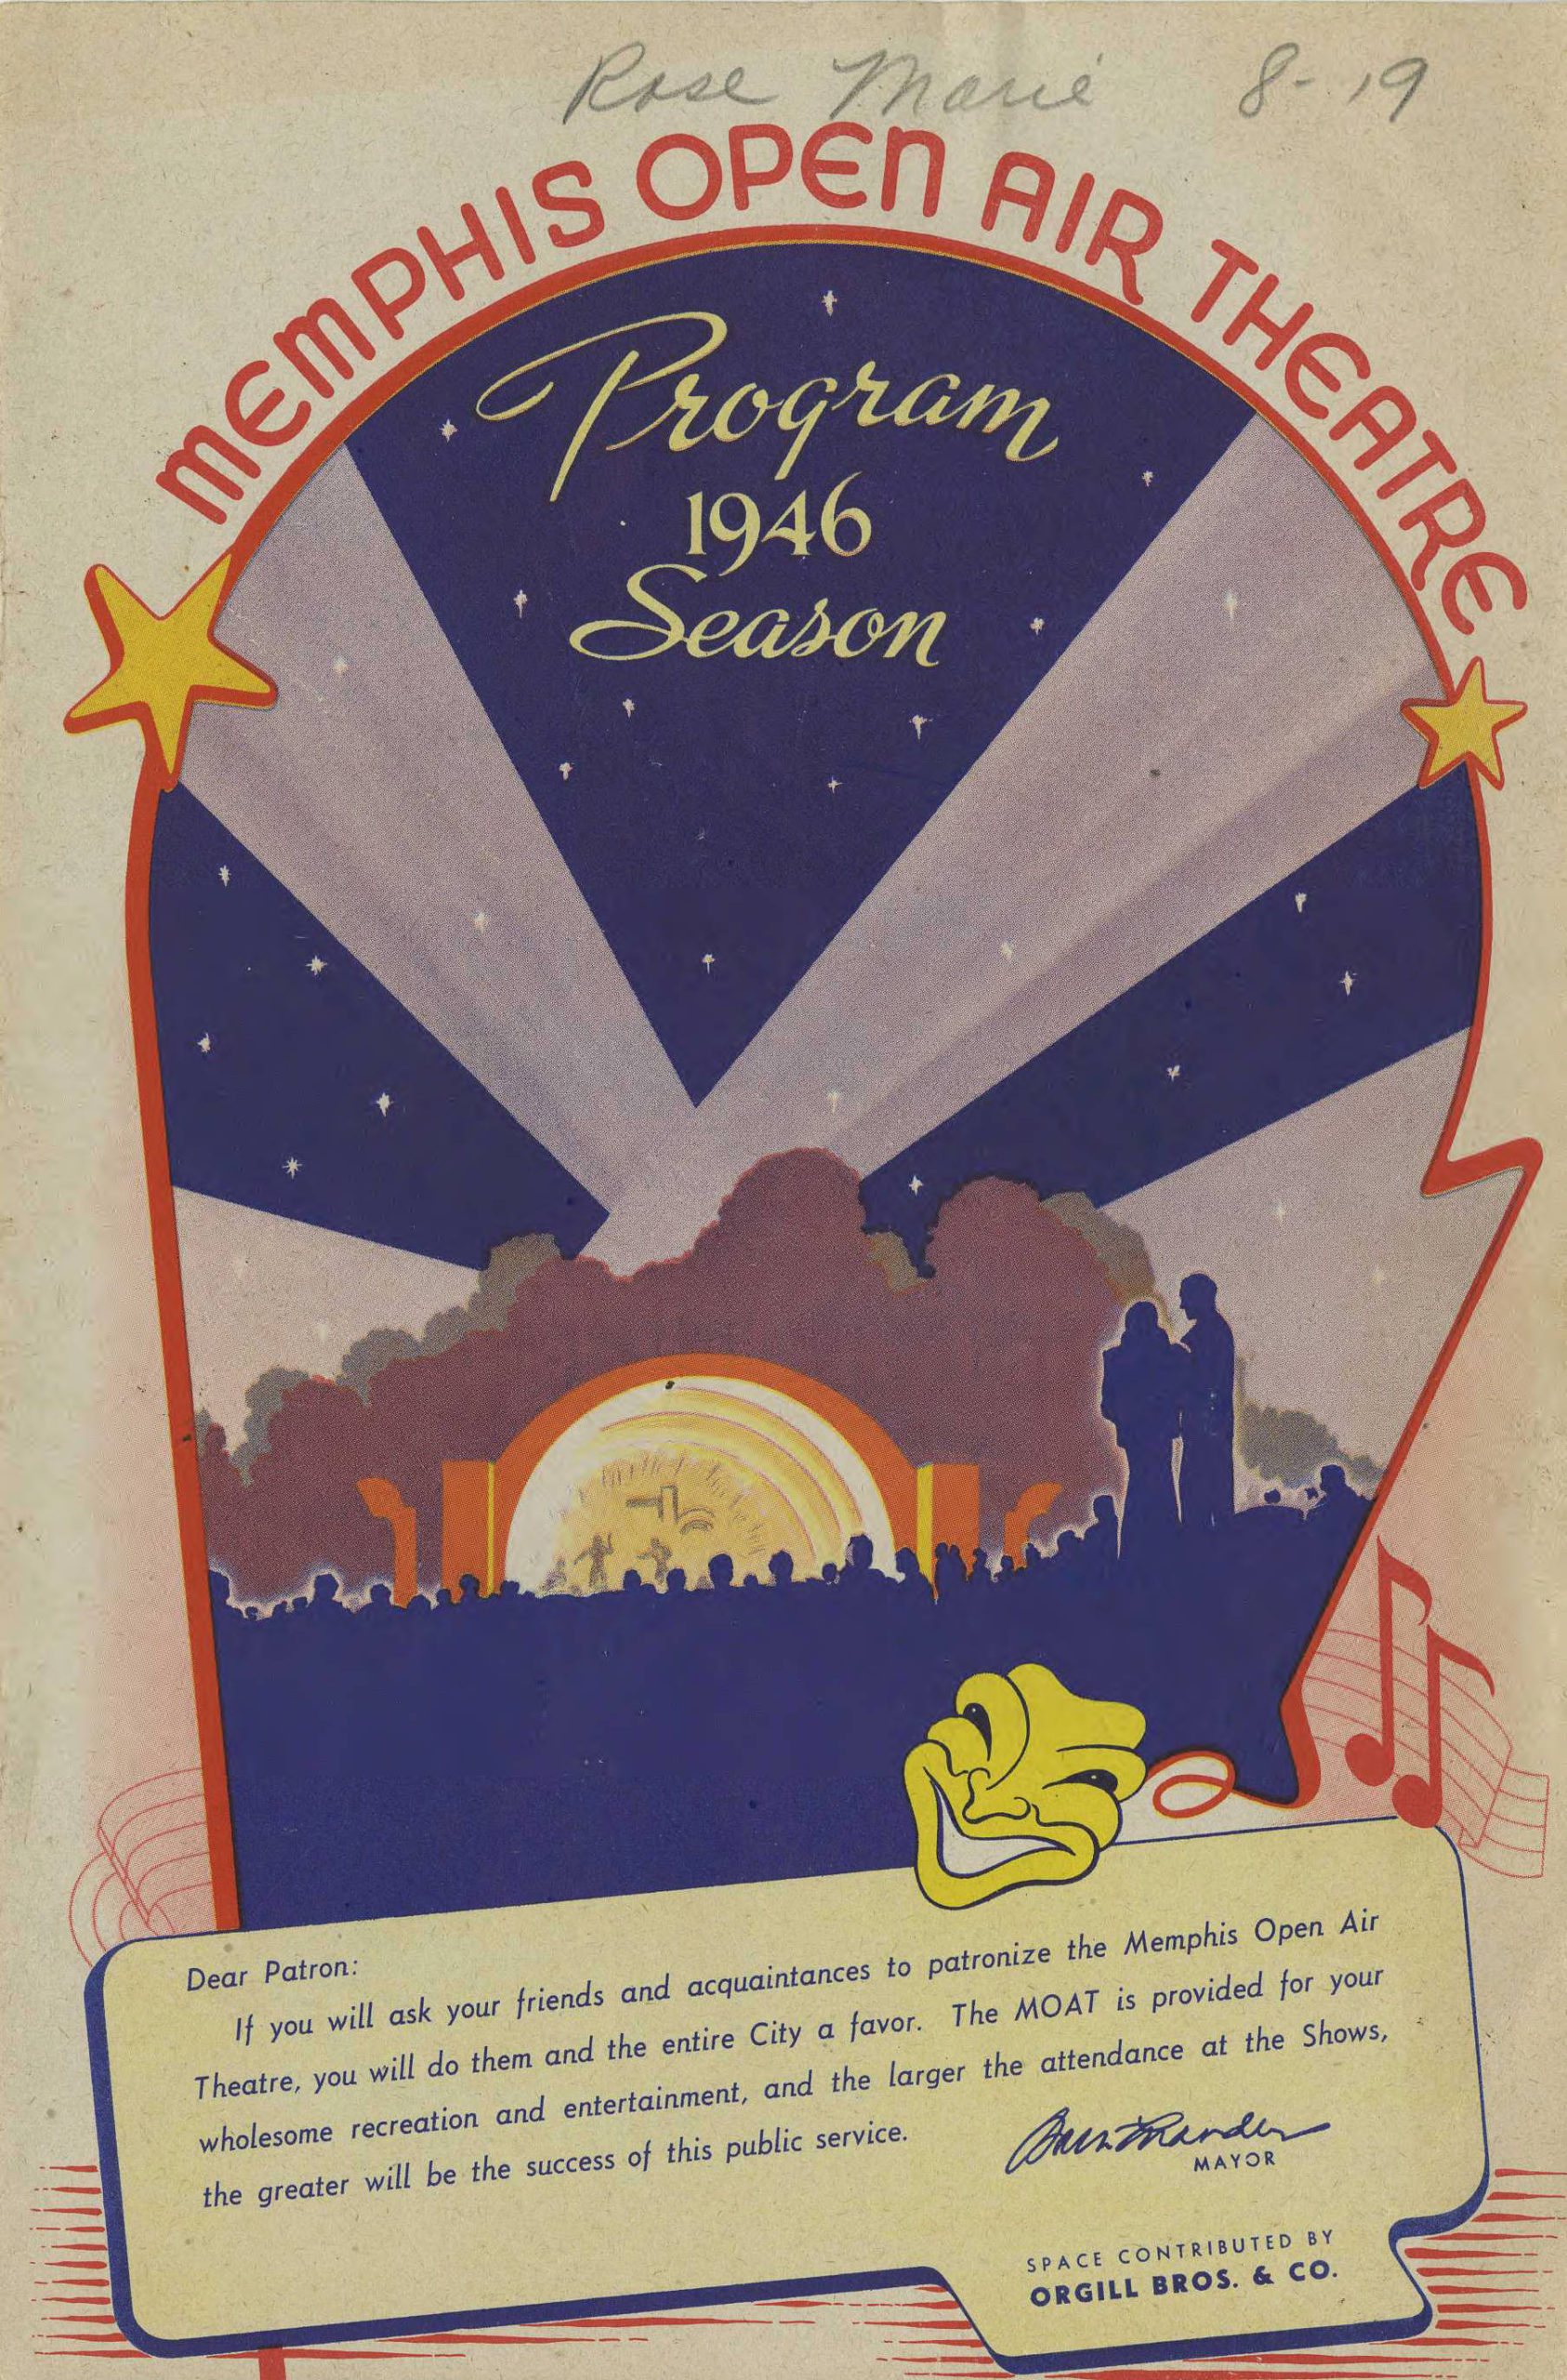 Rose Marie 8-19
MEMPHIS OPEN AIR THEATRE
Program
1946
Season
Dear Patron:
If you will ask your friends and acquaintances to patronize the Memphis Open Air
Theatre, you will do them and the entire City a favor. The MOAT is provided for your
wholesome recreation and entertainment, and the larger the attendance at the Shows,
the greater will be the success of this public service.
MAYOR
SPACE CONTRIBUTED BY
ORGILL BROS. & CO.